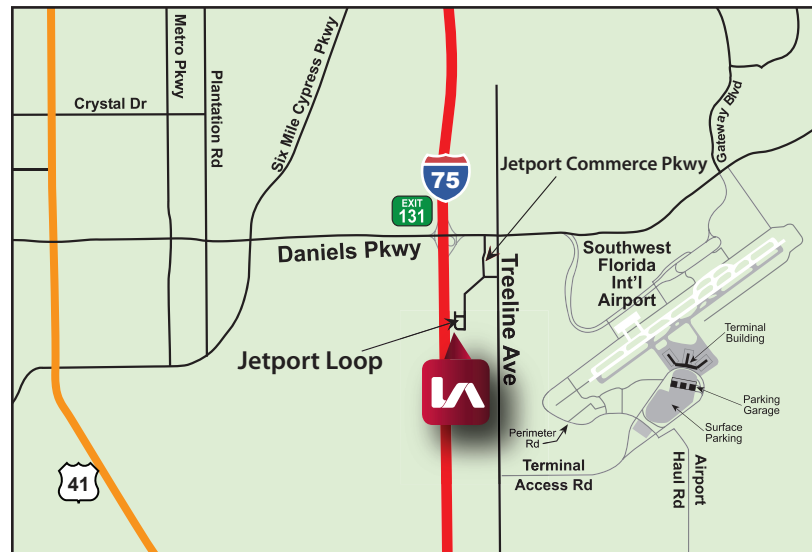 Metro Pkwy
Plantation Rd
Six Mile Cypress Pkwy
Crystal Dr
Gateway Blvd
75
Jetport Commerce Pkwy
EXIT
131
Daniels Pkwy
Treeline Ave
Southwest
Florida
Int'l
Airport
Terminal
Building
Jetport Loop
Parking
Garage
Surface
Parking
Perimeter
Rd
Terminal
Access Rd
Airport
Haul Rd
41